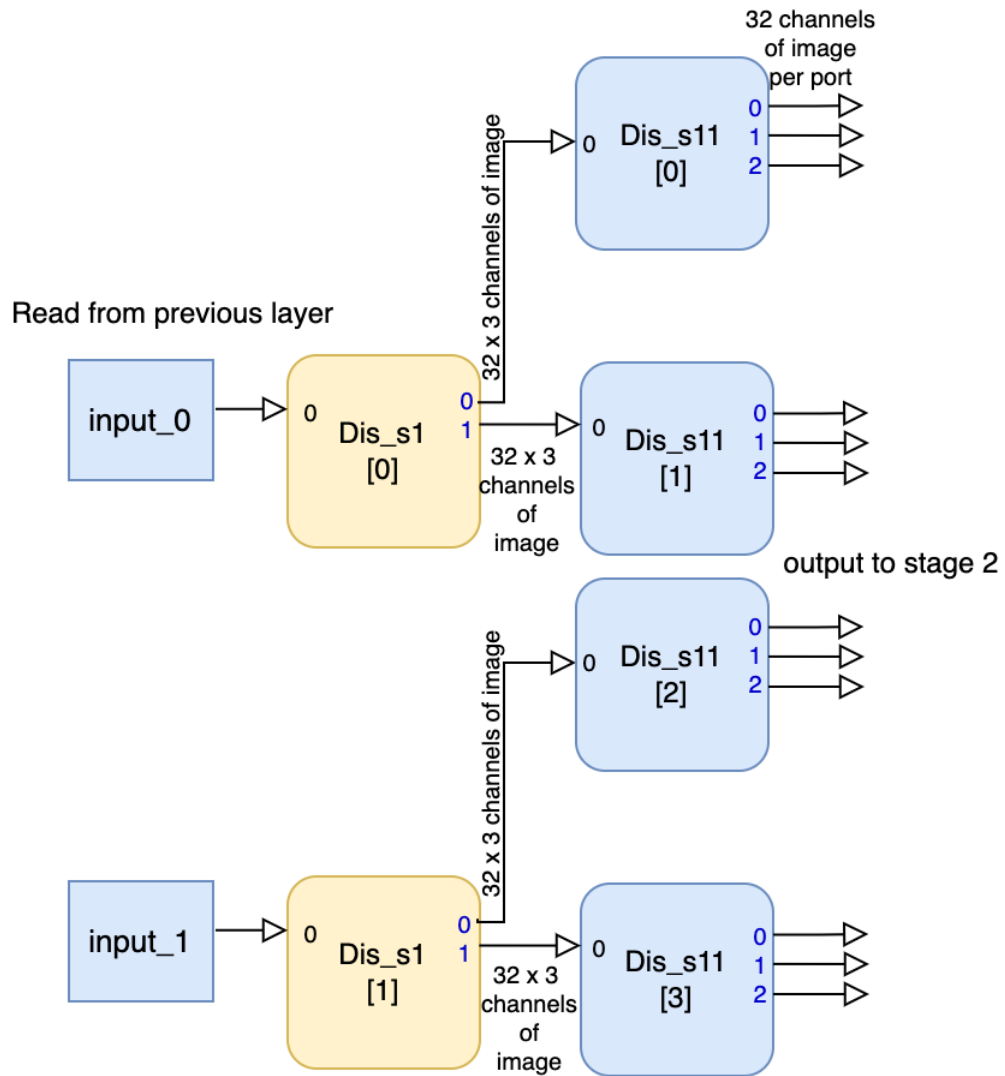 32 channels
of image
per port
0
Dis_s11
[0]
0
1
2
32 x 3 channels of image
Read from previous layer
input_0
0
Dis_s1
[0]
0
1
32 x 3
channels
of
image
0
Dis_s11
[1]
0
1
2
output to stage 2
0
Dis_s11
[2]
0
1
2
32 x 3 channels of image
input_1
0
Dis_s1
[1]
0
1
32 x 3
channels
of
image
0
Dis_s11
[3]
0
1
2